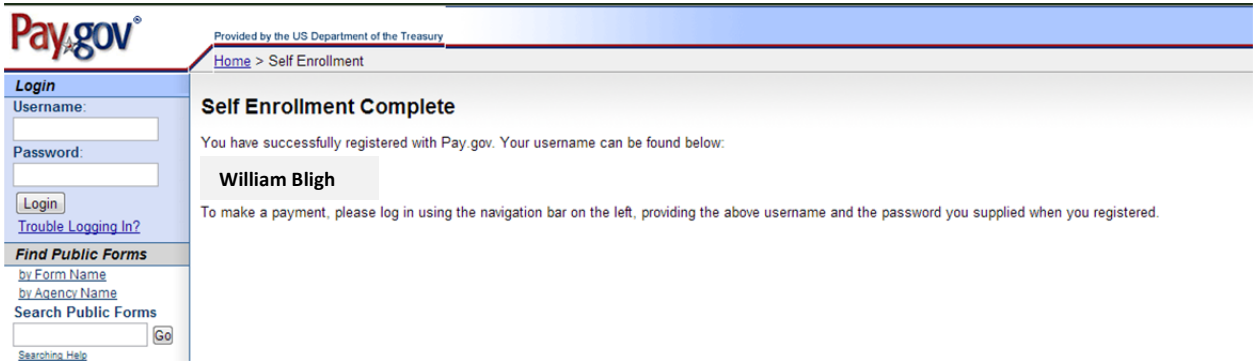 Pay.gov®
Provided by the US Department of the Treasury
Home > Self Enrollment
Login
Username:
Password:
Login
Trouble Logging In?
Find Public Forms
by Form Name
by Agency Name
Search Public Forms
Go
Searching Help
Self Enrollment Complete
You have successfully registered with Pay.gov. Your username can be found below:
William Bligh
To make a payment, please log in using the navigation bar on the left, providing the above username and the password you supplied when you registered.